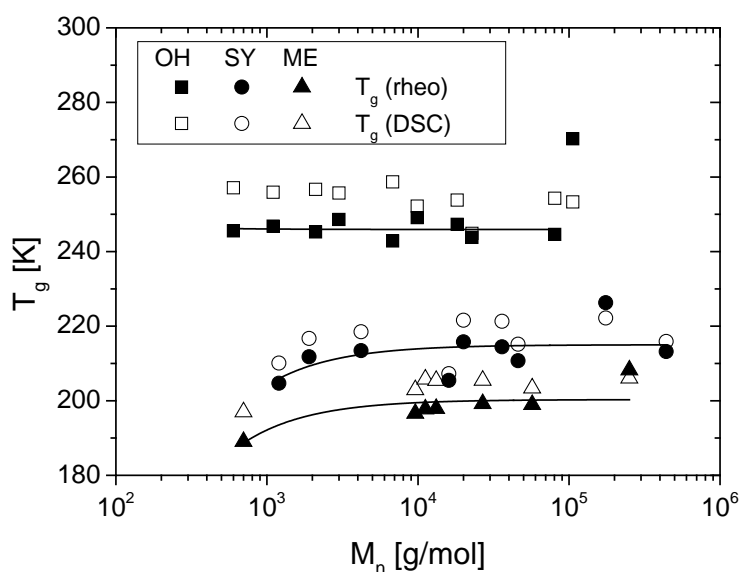 300
280
260
240
220
200
180
T_g [K]
OH SY ME
T_g (rheo)
T_g (DSC)
10^2 10^3 10^4 10^5 10^6
M_n [g/mol]